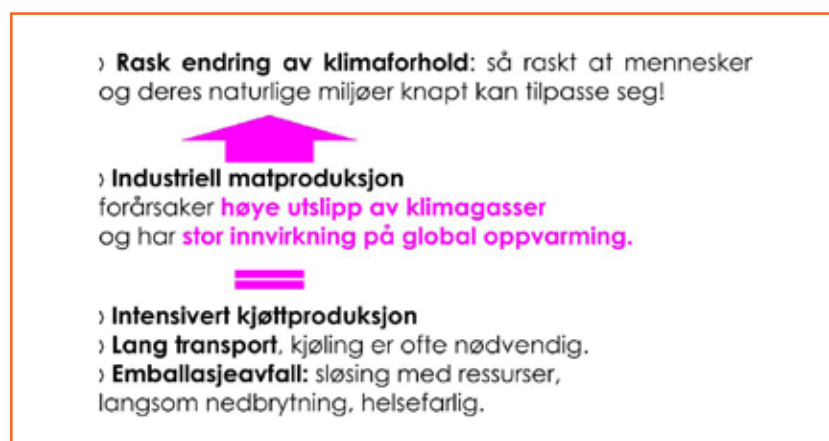 › Rask endring av klimaforhold: så raskt at mennesker
og deres naturlige miljøer knapt kan tilpasse seg!
› Industriell matproduksjon
forårsaker høye utslipp av klimagasser
og har stor innvirkning på global oppvarming.
› Intensivert kjøttproduksjon
› Lang transport, kjøling er ofte nødvendig.
› Emballasjeavfall: sløsing med ressurser,
langsom nedbrytning, helsefarlig.